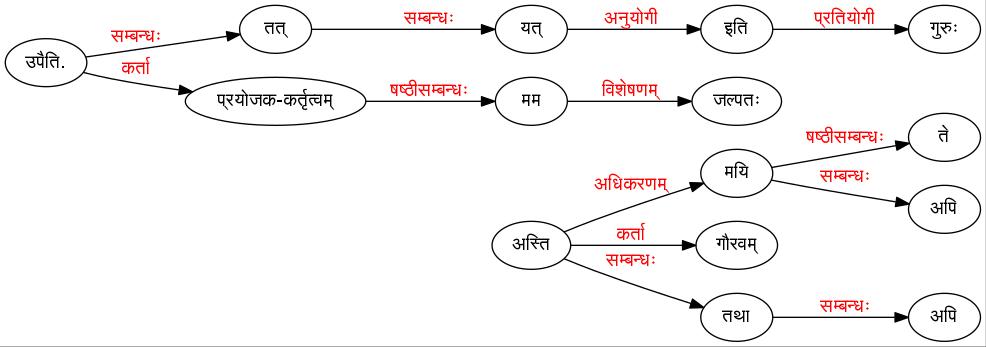 सम्बन्धः
तत्
सम्बन्धः
यत्
अनुयोगी
इति
प्रतियोगी
गुरुः
उपैति.
कर्ता
प्रयोजक-कर्तृत्वम्
षष्ठीसम्बन्धः
मम
विशेषणम्
जल्पतः
षष्ठीसम्बन्धः
ते
मयि
सम्बन्धः
अपि
अधिकरणम्
अस्ति
कर्ता
गौरवम्
सम्बन्धः
तथा
सम्बन्धः
अपि